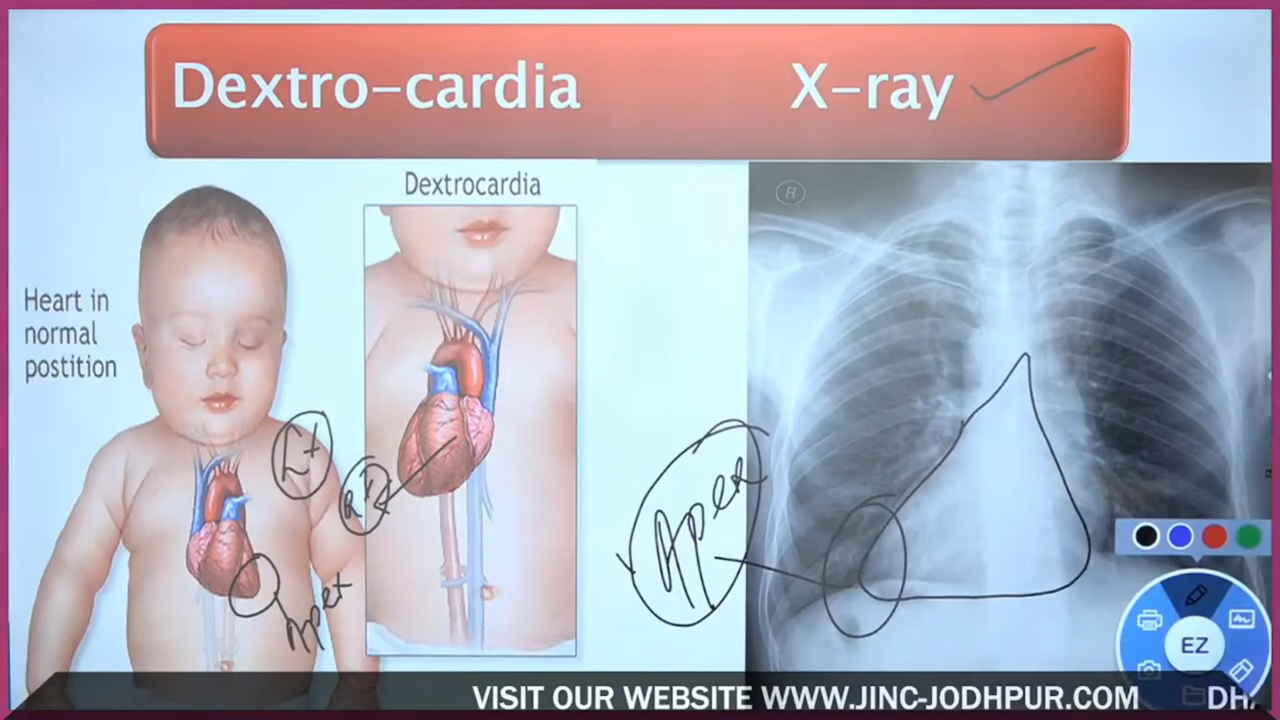 Dextro-cardia X-ray
Dextrocardia
R
Heart in
normal
postition
Lt
Rt
Apex
Apex
EZ
VISIT OUR WEBSITE WWW.JINC-JODHPUR.COM DHA